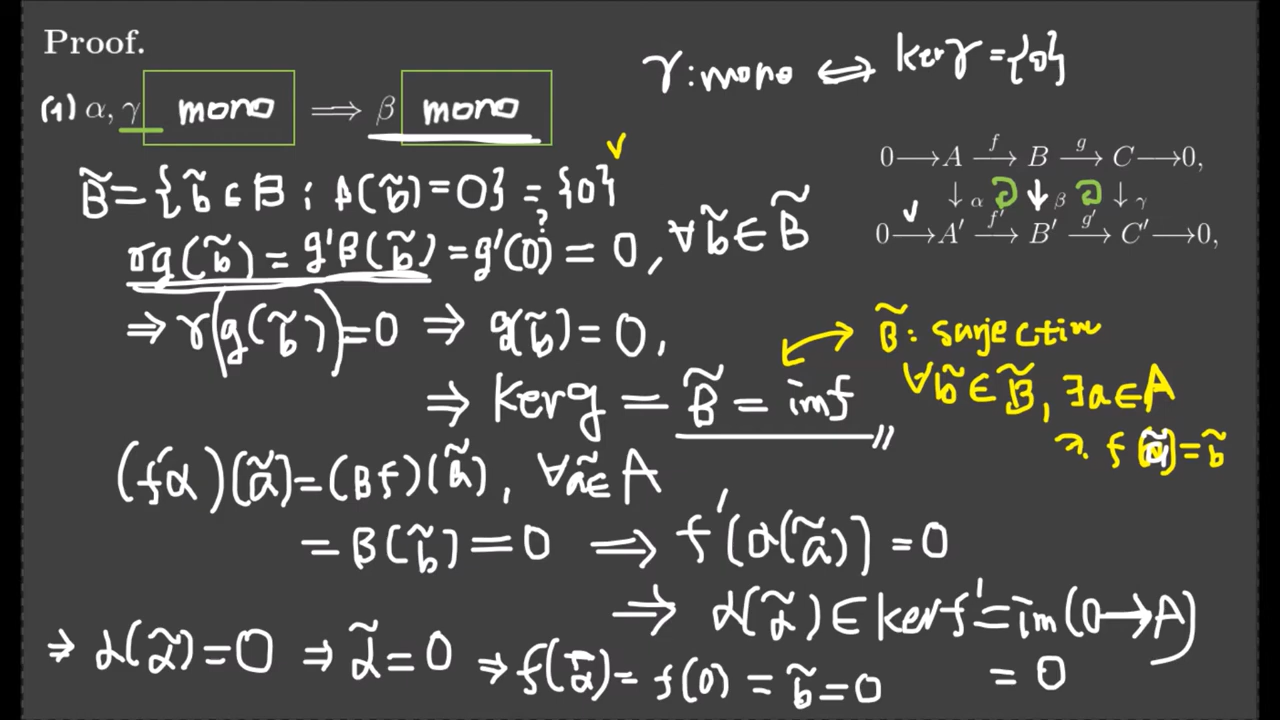 Proof.
γ : mono ⟺ ker γ = {0}
(1) α, γ mono ⟹ β mono
B̃ = {b̃ ∈ B ; β(b̃) = 0} = {0}
?
γg(b̃) = g'β(b̃) = g'(0) = 0, ∀b̃ ∈ B̃
⇒ γ(g(b̃)) = 0 ⇒ g(b̃) = 0,
⇒ ker g = B̃ = im f
(f'α)(ã) = (βf)(ã), ∀ã ∈ A
= β(b̃) = 0 ⇒ f'(α(ã)) = 0
⇒ α(ã) ∈ ker f' = im(0→A)
= 0
⇒ α(ã) = 0 ⇒ ã = 0 ⇒ f(ã) = f(0) = b̃ = 0
0 → A →f B →g C → 0,
↓α ↓β ↓γ
0 → A' →f' B' →g' C' → 0,
B̃ : surjective
∀b̃ ∈ B̃, ∃a ∈ A
∋. f(ã) = b̃